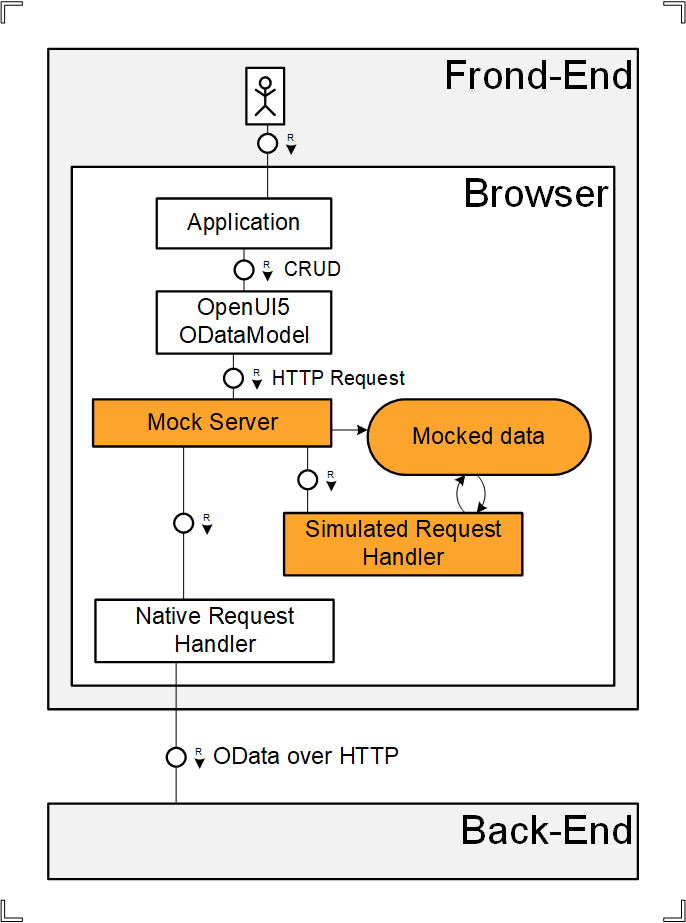 Frond-End
R
Browser
Application
R
CRUD
OpenUI5
ODataModel
R
HTTP Request
Mock Server
Mocked data
R
R
Simulated Request
Handler
Native Request
Handler
R
OData over HTTP
Back-End